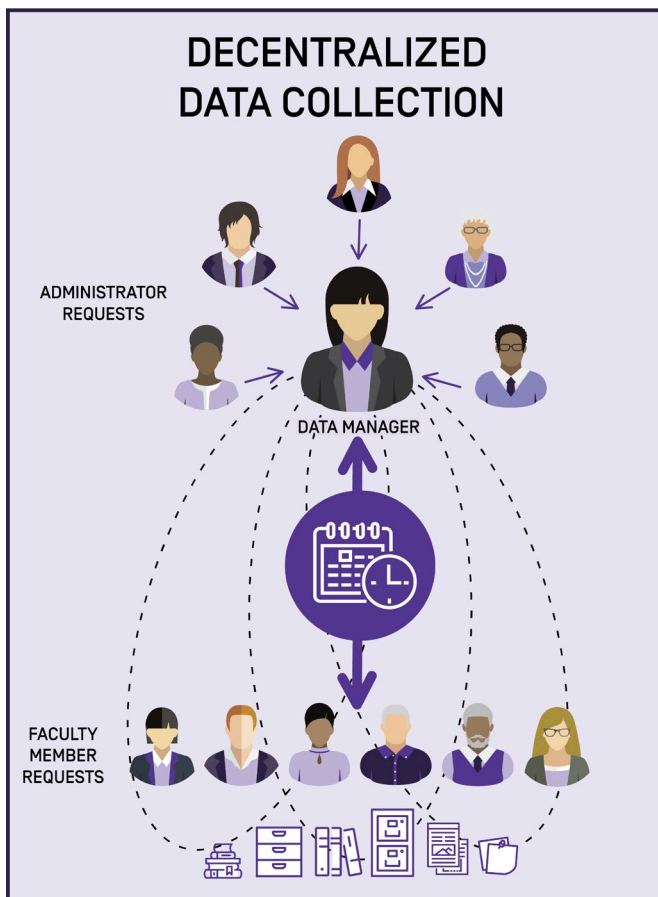 DECENTRALIZED
DATA COLLECTION
ADMINISTRATOR
REQUESTS
DATA MANAGER
FACULTY
MEMBER
REQUESTS